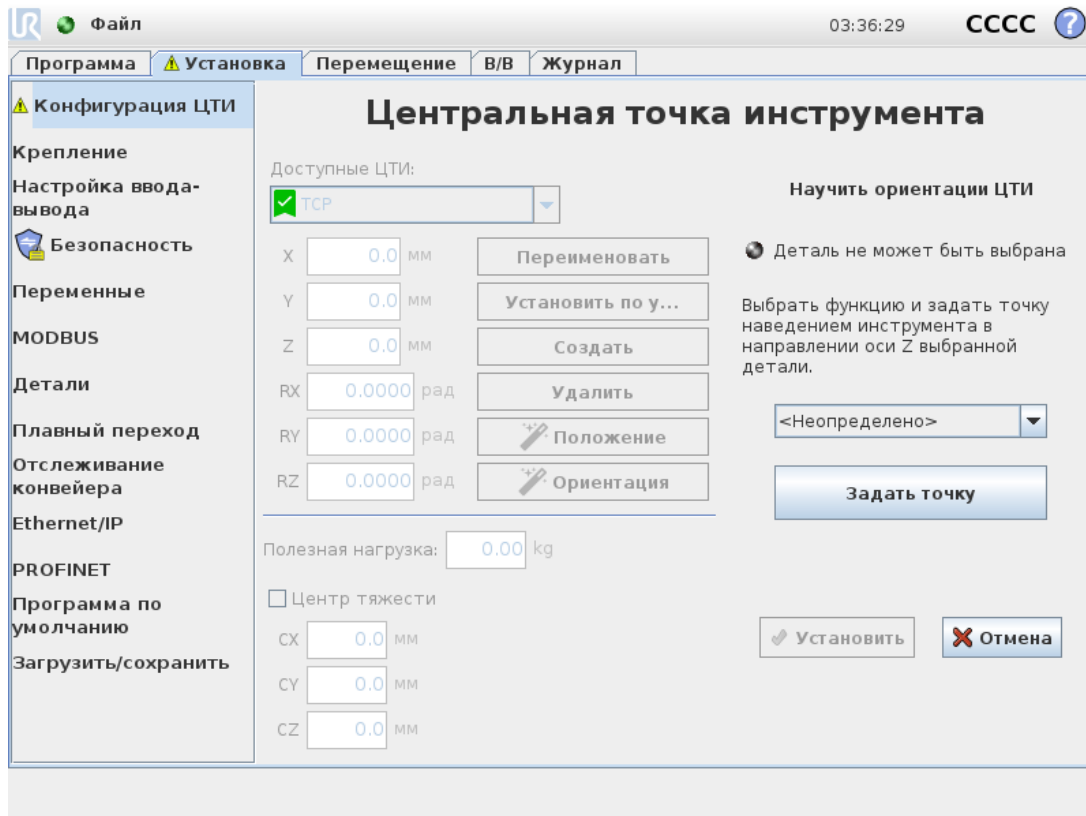 UR
Файл
03:36:29
CCCC
?
Программа
Установка
Перемещение
В/В
Журнал
Конфигурация ЦТИ
Крепление
Настройка ввода-
вывода
Безопасность
Переменные
MODBUS
Детали
Плавный переход
Отслеживание
конвейера
Ethernet/IP
PROFINET
Программа по
умолчанию
Загрузить/сохранить
Центральная точка инструмента
Доступные ЦТИ:
TCP
X 0.0 мм
Y 0.0 мм
Z 0.0 мм
RX 0.0000 рад
RY 0.0000 рад
RZ 0.0000 рад
Переименовать
Установить по у...
Создать
Удалить
Положение
Ориентация
Полезная нагрузка: 0.00 kg
Центр тяжести
CX 0.0 мм
CY 0.0 мм
CZ 0.0 мм
Научить ориентации ЦТИ
Деталь не может быть выбрана
Выбрать функцию и задать точку
наведением инструмента в
направлении оси Z выбранной
детали.
<Неопределено>
Задать точку
Установить
Отмена